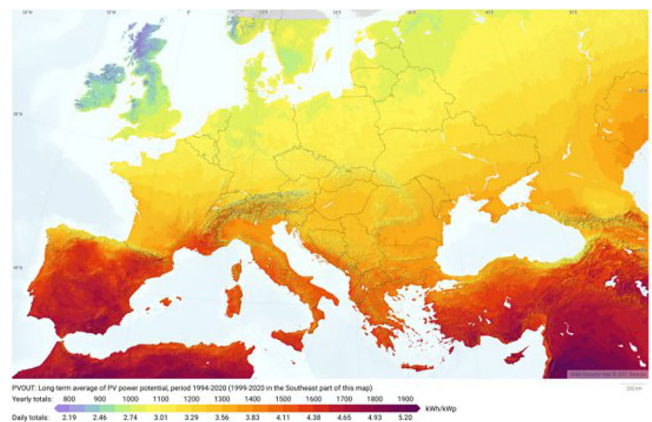 PVOUT: Long-term average of PV power potential, period 1994-2020 (1999-2020 in the Southeast part of this map)
Yearly totals: 800 900 1000 1100 1200 1300 1400 1500 1600 1700 1800 1900
kWh/kWp
Daily totals: 2.19 2.46 2.74 3.01 3.29 3.56 3.83 4.11 4.38 4.65 4.93 5.20